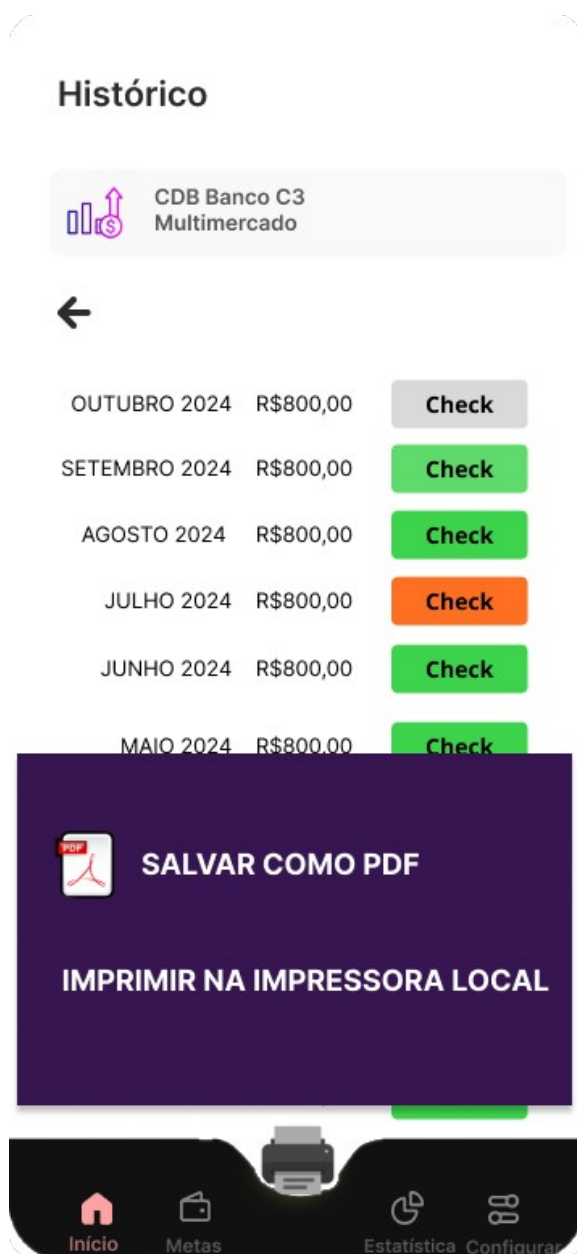 Histórico
CDB Banco C3
Multimercado
OUTUBRO 2024 R$800,00 Check
SETEMBRO 2024 R$800,00 Check
AGOSTO 2024 R$800,00 Check
JULHO 2024 R$800,00 Check
JUNHO 2024 R$800,00 Check
MAIO 2024 R$800,00 Check
PDF
SALVAR COMO PDF
IMPRIMIR NA IMPRESSORA LOCAL
Início Metas Estatística Configurar